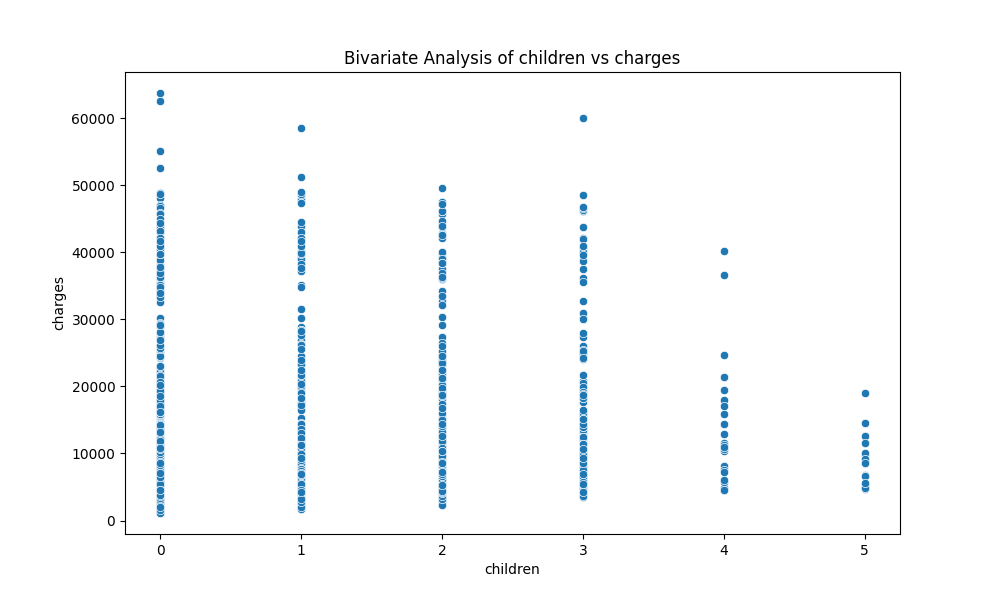 Bivariate Analysis of children vs charges
60000
50000
40000
30000
20000
10000
0
charges
0 1 2 3 4 5
children